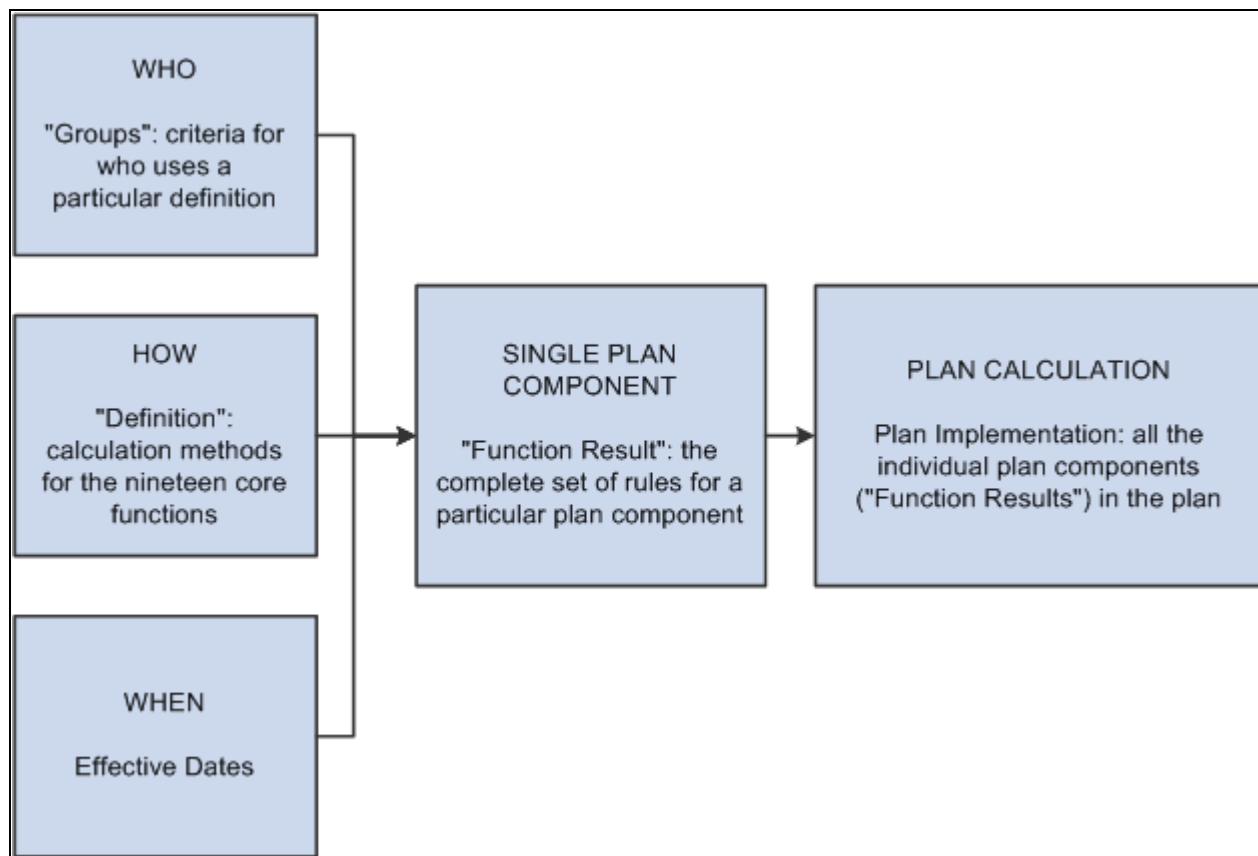 WHO
"Groups": criteria for
who uses a
particular definition
HOW
"Definition":
calculation methods
for the nineteen core
functions
WHEN
Effective Dates
SINGLE PLAN
COMPONENT
"Function Result": the
complete set of rules for a
particular plan component
PLAN CALCULATION
Plan Implementation: all the
individual plan components
("Function Results") in the plan